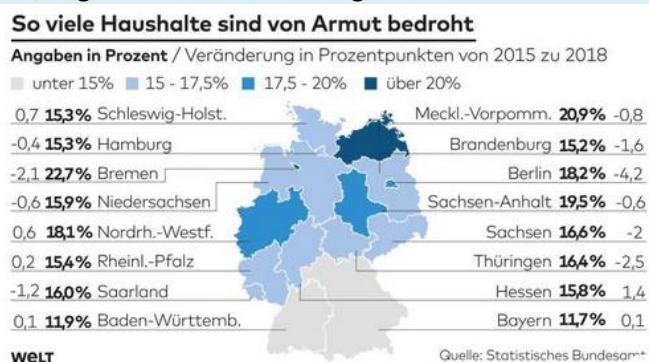 So viele Haushalte sind von Armut bedroht
Angaben in Prozent / Veränderung in Prozentpunkten von 2015 zu 2018
unter 15% 15 - 17,5% 17,5 - 20% über 20%
0,7 15,3% Schleswig-Holst.
-0,4 15,3% Hamburg
-2,1 22,7% Bremen
-0,6 15,9% Niedersachsen
0,6 18,1% Nordrh.-Westf.
0,2 15,4% Rheinl.-Pfalz
-1,2 16,0% Saarland
0,1 11,9% Baden-Württemb.
Meckl.-Vorpomm. 20,9% -0,8
Brandenburg 15,2% -1,6
Berlin 18,2% -4,2
Sachsen-Anhalt 19,5% -0,6
Sachsen 16,6% -2
Thüringen 16,4% -2,5
Hessen 15,8% 1,4
Bayern 11,7% 0,1
WELT
Quelle: Statistisches Bundesamt